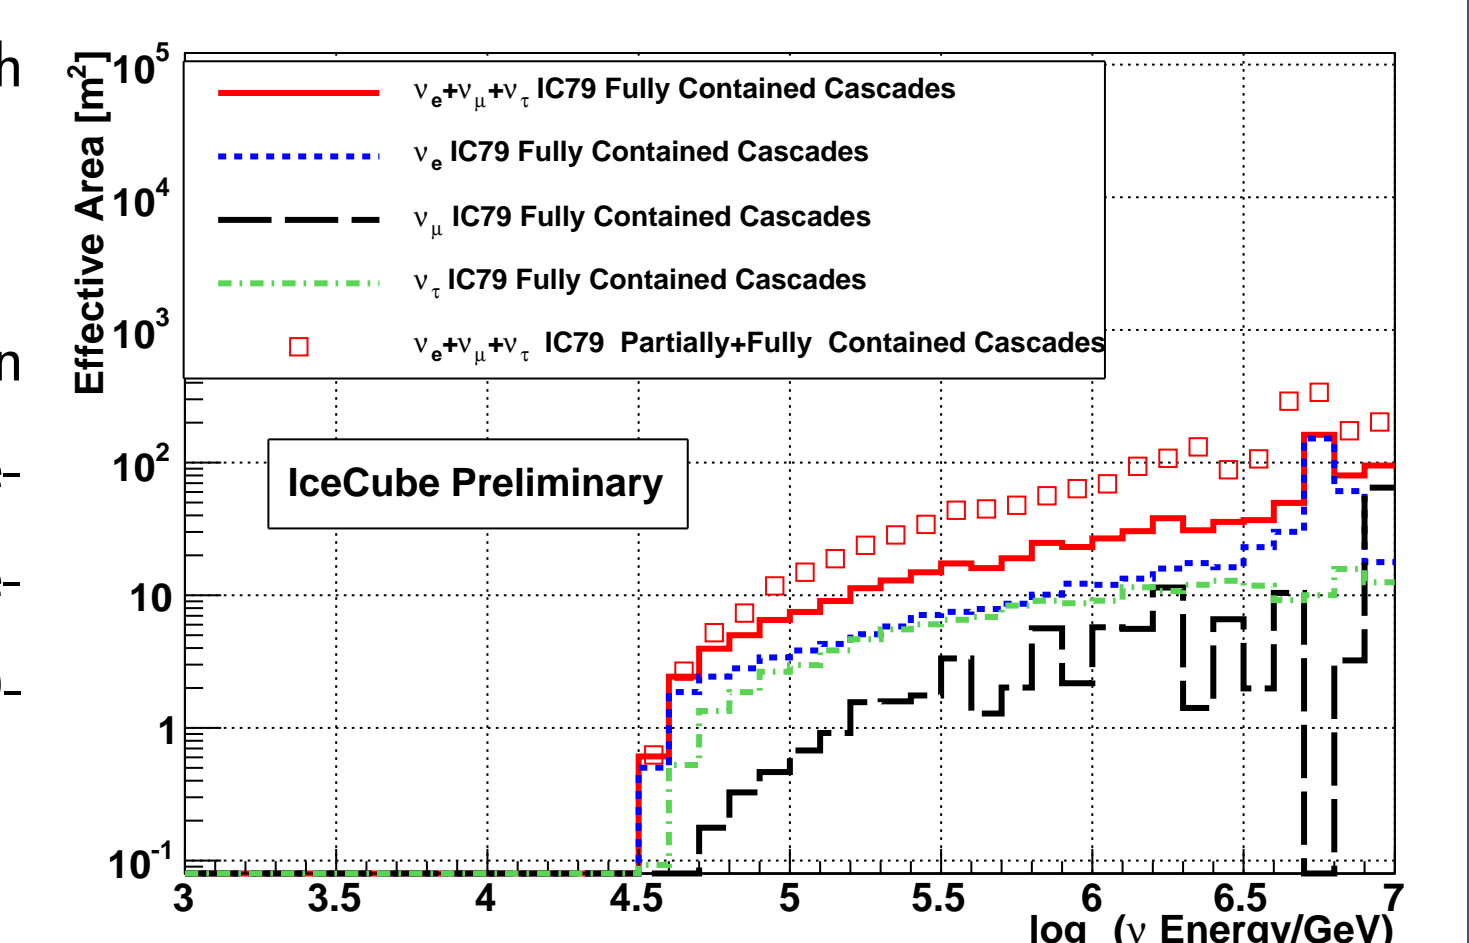 h
n
e-
e-
0-
Effective Area [m²]
10⁵
10⁴
10³
10²
10
1
10⁻¹
νe+νμ+ντ IC79 Fully Contained Cascades
νe IC79 Fully Contained Cascades
νμ IC79 Fully Contained Cascades
ντ IC79 Fully Contained Cascades
νe+νμ+ντ IC79 Partially+Fully Contained Cascades
IceCube Preliminary
3 3.5 4 4.5 5 5.5 6 6.5 7
log (ν Energy/GeV)